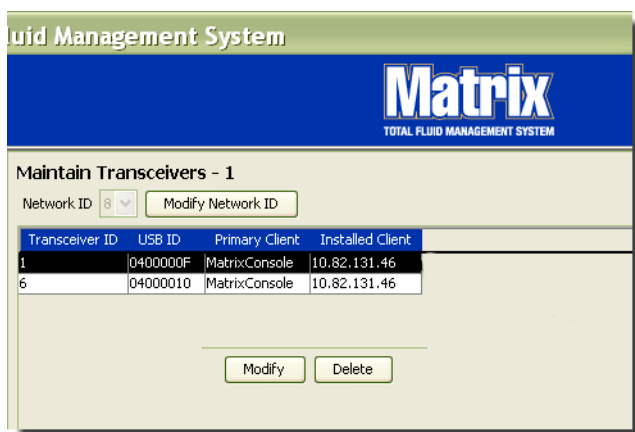 luid Management System
Matrix
TOTAL FLUID MANAGEMENT SYSTEM
Maintain Transceivers - 1
Network ID 8 Modify Network ID
Transceiver ID USB ID Primary Client Installed Client
1 0400000F MatrixConsole 10.82.131.46
6 04000010 MatrixConsole 10.82.131.46
Modify Delete